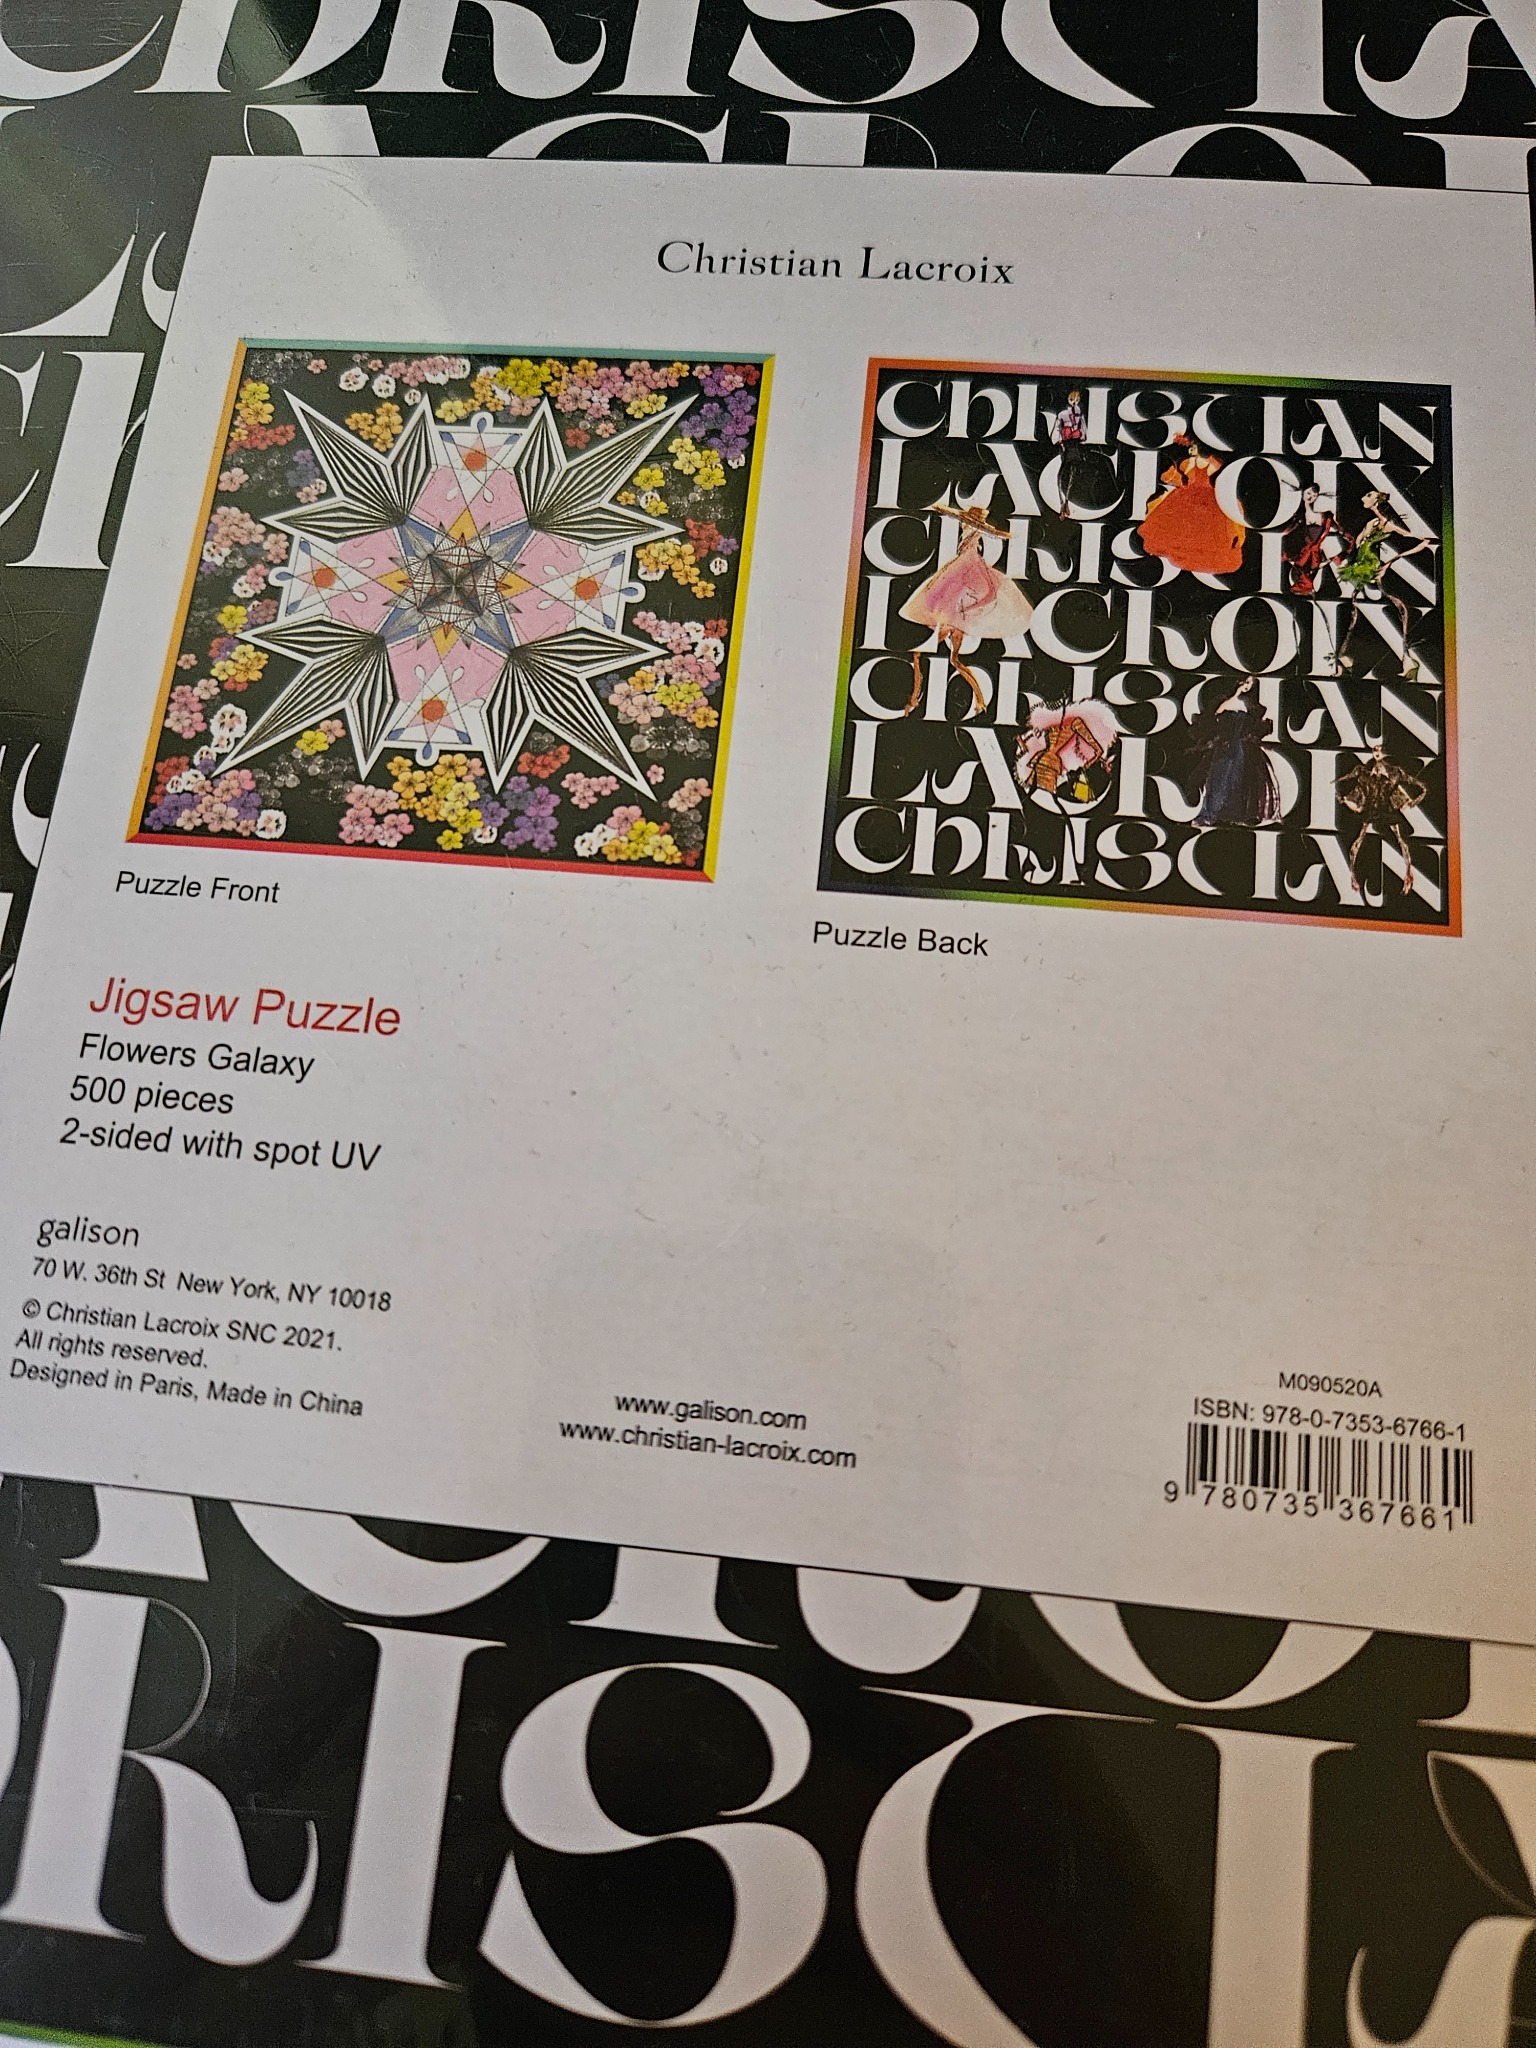 Christian Lacroix
ChRISTIAN
LACROIX
ChRISTIAN
LACROIX
ChRISTIAN
LACROIX
ChRISTIAN
Puzzle Front
Puzzle Back
Jigsaw Puzzle
Flowers Galaxy
500 pieces
2-sided with spot UV
galison
70 W. 36th St New York, NY 10018
© Christian Lacroix SNC 2021.
All rights reserved.
Designed in Paris, Made in China
www.galison.com
www.christian-lacroix.com
M090520A
ISBN: 978-0-7353-6766-1
9 780735 367661